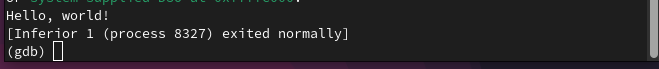 Hello, world!
[Inferior 1 (process 8327) exited normally]
(gdb)